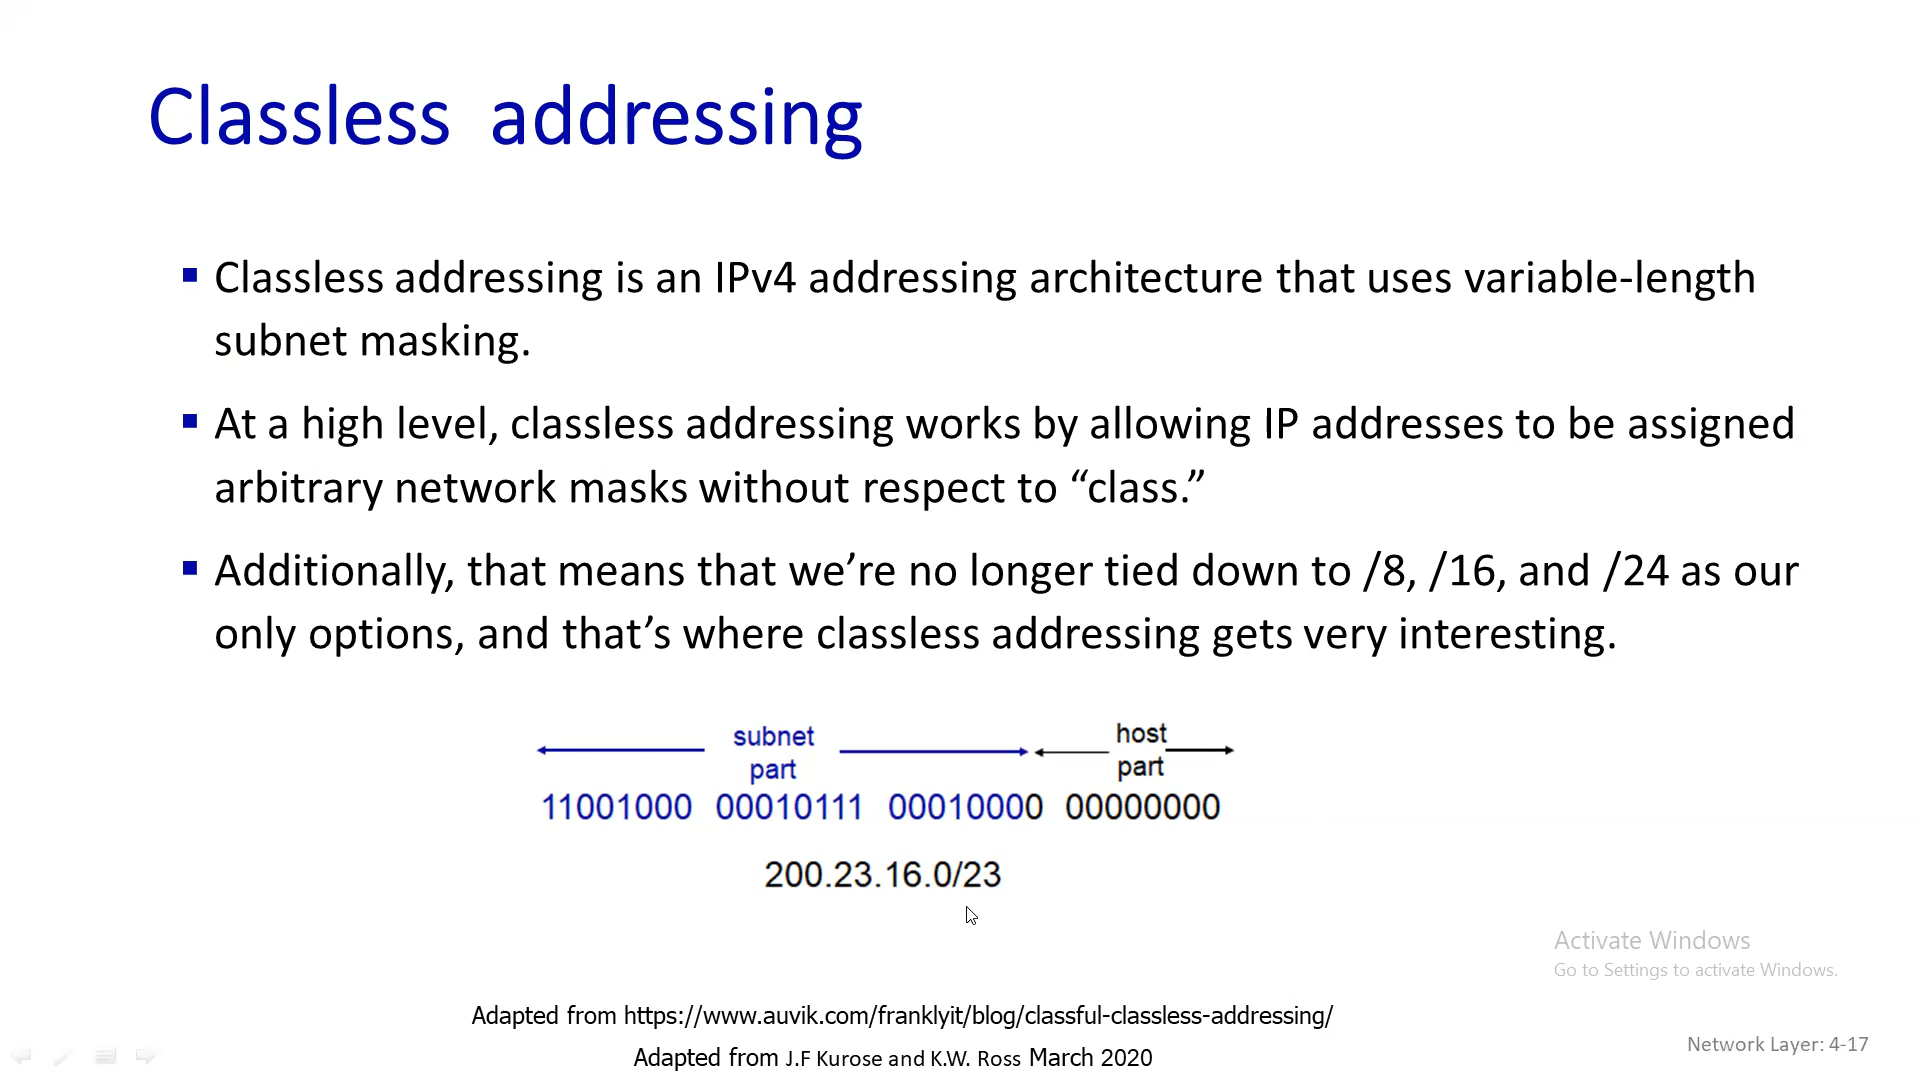 Classless addressing
▪ Classless addressing is an IPv4 addressing architecture that uses variable-length
subnet masking.
▪ At a high level, classless addressing works by allowing IP addresses to be assigned
arbitrary network masks without respect to “class.”
▪ Additionally, that means that we’re no longer tied down to /8, /16, and /24 as our
only options, and that’s where classless addressing gets very interesting.
subnet
part
host
part
11001000 00010111 00010000 00000000
200.23.16.0/23
Activate Windows
Go to Settings to activate Windows.
Adapted from https://www.auvik.com/franklyit/blog/classful-classless-addressing/
Adapted from J.F Kurose and K.W. Ross March 2020
Network Layer: 4-17